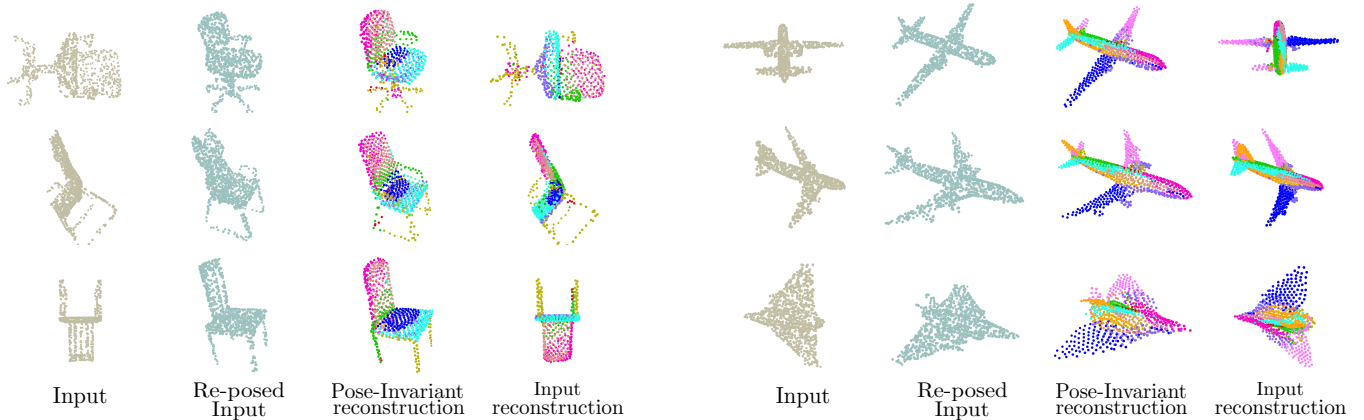 Input
Re-posed
Input
Pose-Invariant
reconstruction
Input
reconstruction
Input
Re-posed
Input
Pose-Invariant
reconstruction
Input
reconstruction